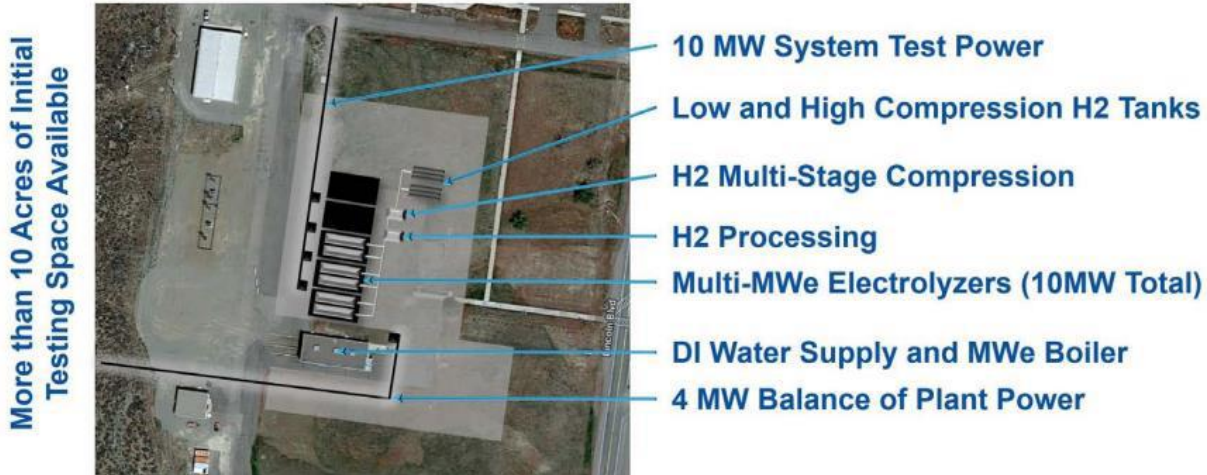 More than 10 Acres of Initial
Testing Space Available
10 MW System Test Power
Low and High Compression H2 Tanks
H2 Multi-Stage Compression
H2 Processing
Multi-MWe Electrolyzers (10MW Total)
DI Water Supply and MWe Boiler
4 MW Balance of Plant Power
Lincoln Blvd